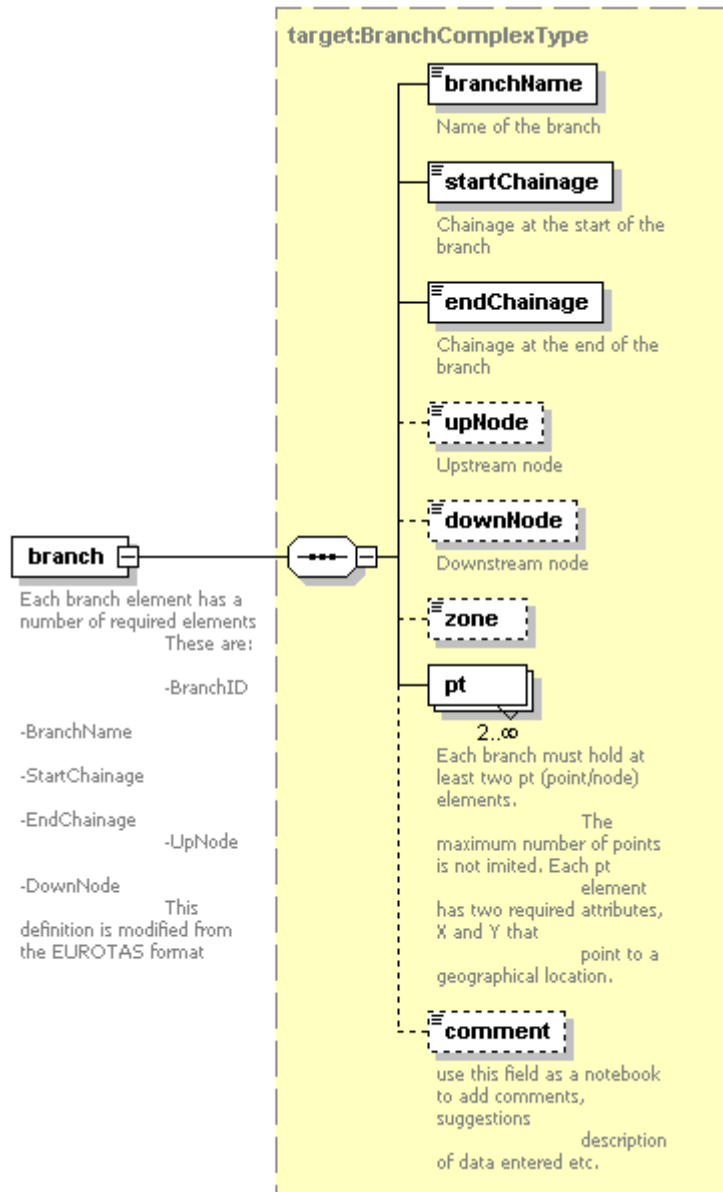 target:BranchComplexType
branchName
Name of the branch
startChainage
Chainage at the start of the
branch
endChainage
Chainage at the end of the
branch
upNode
Upstream node
downNode
Downstream node
zone
pt
2..∞
Each branch must hold at
least two pt (point/node)
elements.
The
maximum number of points
is not imited. Each pt
element
has two required attributes,
X and Y that
point to a
geographical location.
comment
use this field as a notebook
to add comments,
suggestions
description
of data entered etc.
branch
Each branch element has a
number of required elements
These are:
-BranchID
-BranchName
-StartChainage
-EndChainage
-UpNode
-DownNode
This
definition is modified from
the EUROTAS format